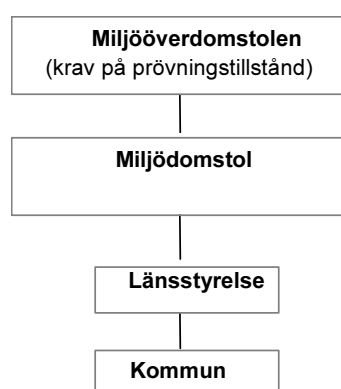 Miljööverdomstolen
(krav på prövningstillstånd)
Miljödomstol
Länsstyrelse
Kommun